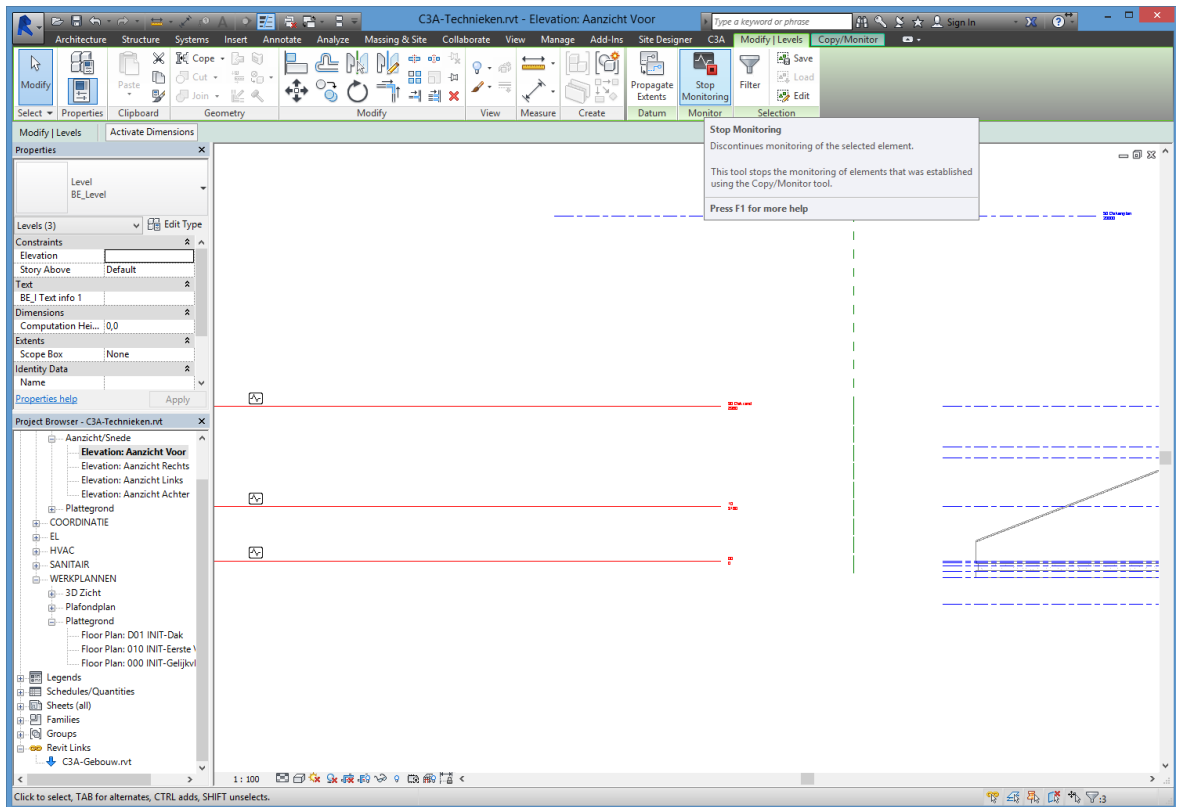 C3A-Technieken.rvt - Elevation: Aanzicht Voor
Type a keyword or phrase
Sign In
Architecture Structure Systems Insert Annotate Analyze Massing & Site Collaborate View Manage Add-Ins Site Designer C3A Modify | Levels Copy/Monitor
Modify
Paste
Cope
Cut
Join
Propagate Extents
Stop Monitoring
Filter
Save
Load
Edit
Select Properties Clipboard Geometry Modify View Measure Create Datum Monitor Selection
Modify | Levels Activate Dimensions
Stop Monitoring
Discontinues monitoring of the selected element.
This tool stops the monitoring of elements that was established
using the Copy/Monitor tool.
Press F1 for more help
Properties
Level
BE_Level
Levels (3) Edit Type
Constraints
Elevation
Story Above Default
Text
BE_I Text info 1
Dimensions
Computation Hei... 0,0
Extents
Scope Box None
Identity Data
Name
Properties help Apply
Project Browser - C3A-Technieken.rvt
Aanzicht/Snede
Elevation: Aanzicht Voor
Elevation: Aanzicht Rechts
Elevation: Aanzicht Links
Elevation: Aanzicht Achter
Plattegrond
COORDINATIE
EL
HVAC
SANITAIR
WERKPLANNEN
3D Zicht
Plafondplan
Plattegrond
Floor Plan: D01 INIT-Dak
Floor Plan: 010 INIT-Eerste V
Floor Plan: 000 INIT-Gelijkvl
Legends
Schedules/Quantities
Sheets (all)
Families
Groups
Revit Links
C3A-Gebouw.rvt
1 : 100
Click to select, TAB for alternates, CTRL adds, SHIFT unselects.
:3